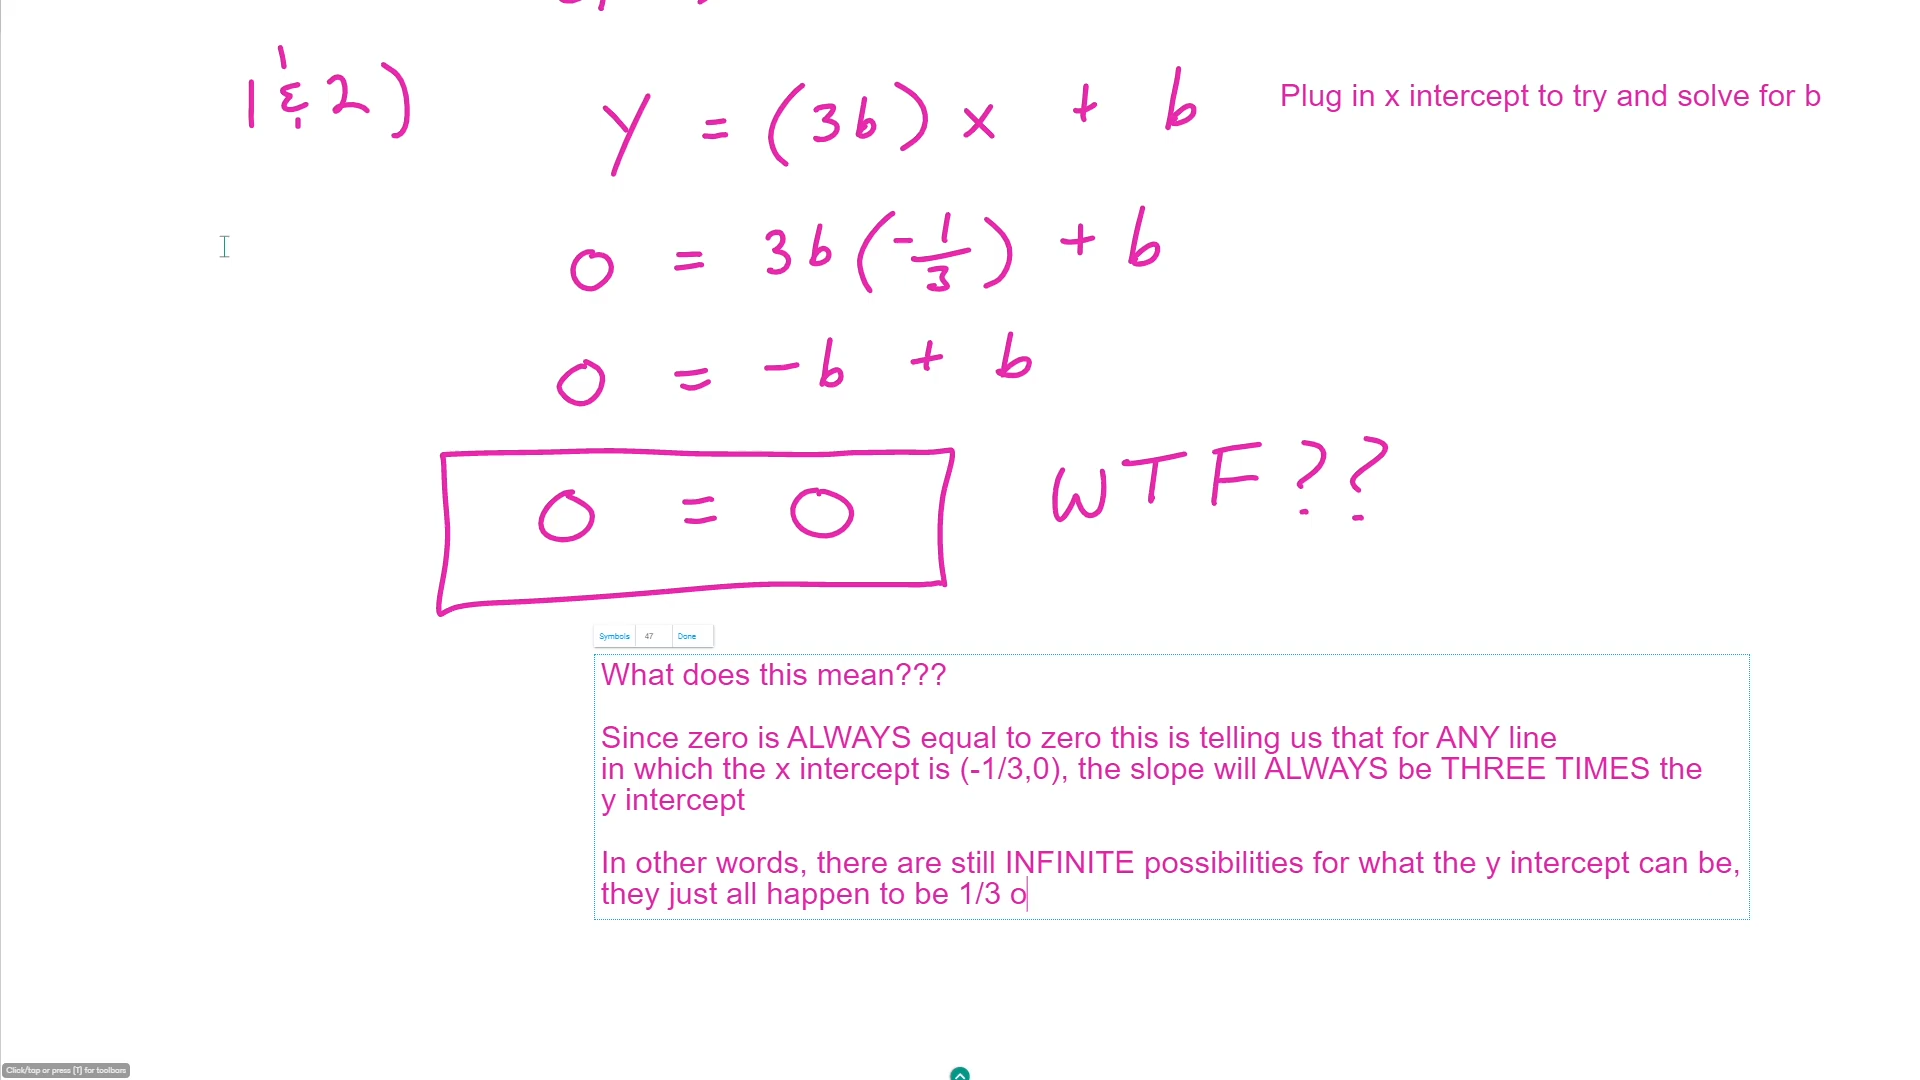 1 & 2)
y = (3b) x + b
Plug in x intercept to try and solve for b
0 = 3b (-1/3) + b
0 = -b + b
0 = 0
WTF??
Symbols 47 Done
What does this mean???
Since zero is ALWAYS equal to zero this is telling us that for ANY line
in which the x intercept is (-1/3,0), the slope will ALWAYS be THREE TIMES the
y intercept
In other words, there are still INFINITE possibilities for what the y intercept can be,
they just all happen to be 1/3 o
Click/tap or press [T] for toolbars